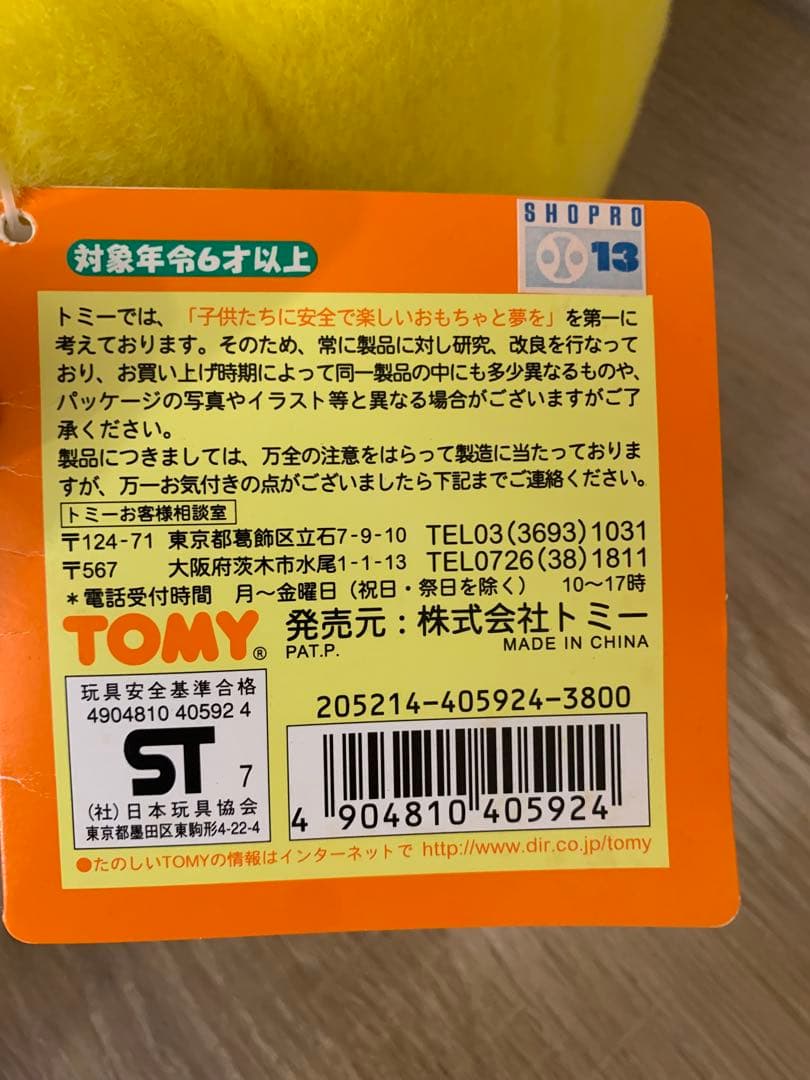 SHOPRO
13
対象年令6才以上
トミーでは、「子供たちに安全で楽しいおもちゃと夢を」を第一に
考えております。そのため、常に製品に対し研究、改良を行なって
おり、お買い上げ時期によって同一製品の中にも多少異なるものや、
パッケージの写真やイラスト等と異なる場合がございますがご了
承ください。
製品につきましては、万全の注意をはらって製造に当たっておりま
すが、万一お気付きの点がございましたら下記までご連絡ください。
トミーお客様相談室
〒124-71 東京都葛飾区立石7-9-10 TEL03(3693)1031
〒567 大阪府茨木市水尾1-1-13 TEL0726(38)1811
*電話受付時間 月〜金曜日(祝日・祭日を除く) 10〜17時
TOMY® 発売元:株式会社トミー
PAT.P. MADE IN CHINA
玩具安全基準合格
4904810 40592 4
ST 7
(社)日本玩具協会
東京都墨田区東駒形4-22-4
205214-405924-3800
4 904810 405924
●たのしいTOMYの情報はインターネットで http://www.dir.co.jp/tomy